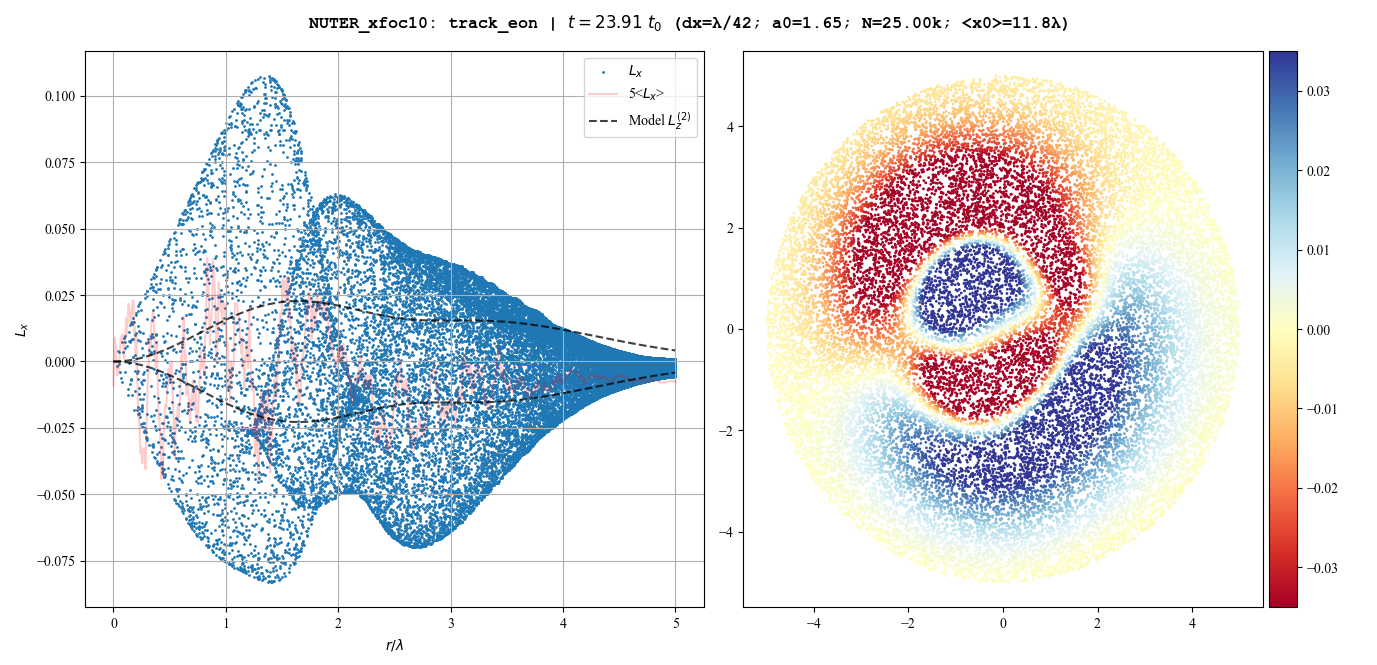 NUTER_xfoc10: track_eon | t = 23.91 t₀ (dx=λ/42; a0=1.65; N=25.00k; <x0>=11.8λ)
Lₓ
5<Lₓ>
Model L_z^(2)
0.100
0.075
0.050
0.025
0.000
−0.025
−0.050
−0.075
Lₓ
0 1 2 3 4 5
r/λ
4
2
0
−2
−4
−4 −2 0 2 4
0.03
0.02
0.01
0.00
−0.01
−0.02
−0.03